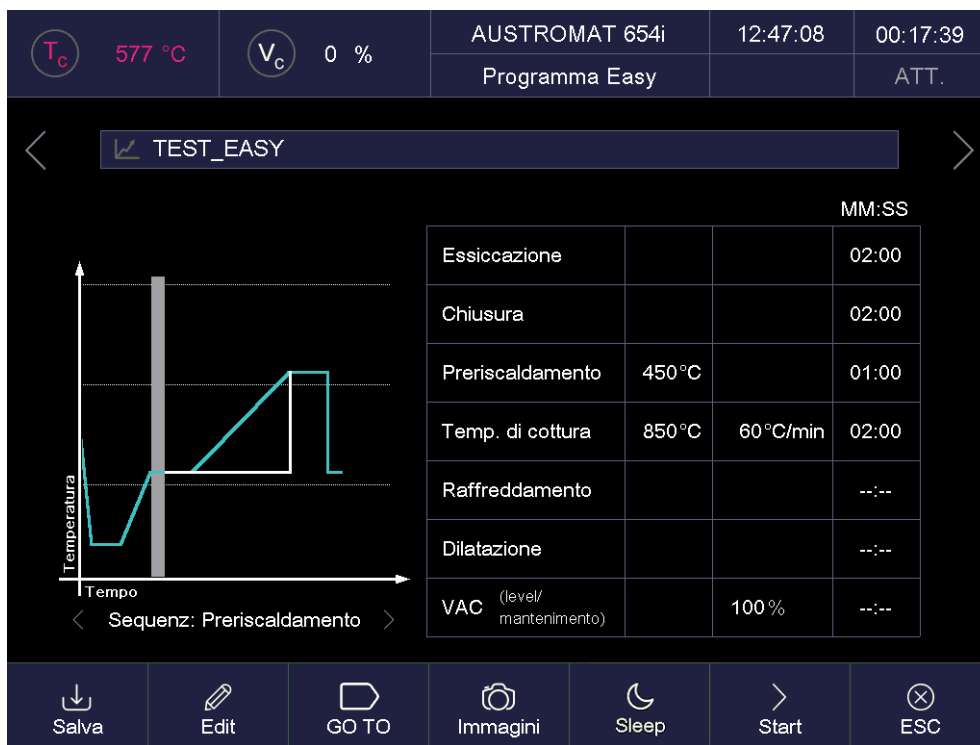 Tc 577 °C Vc 0 % AUSTROMAT 654i 12:47:08 00:17:39
Programma Easy ATT.
TEST_EASY
MM:SS
Essiccazione 02:00
Chiusura 02:00
Preriscaldamento 450°C 01:00
Temp. di cottura 850°C 60°C/min 02:00
Raffreddamento --:--
Dilatazione --:--
VAC (level/ mantenimento) 100% --:--
Temperatura
Tempo
Sequenz: Preriscaldamento
Salva Edit GO TO Immagini Sleep Start ESC